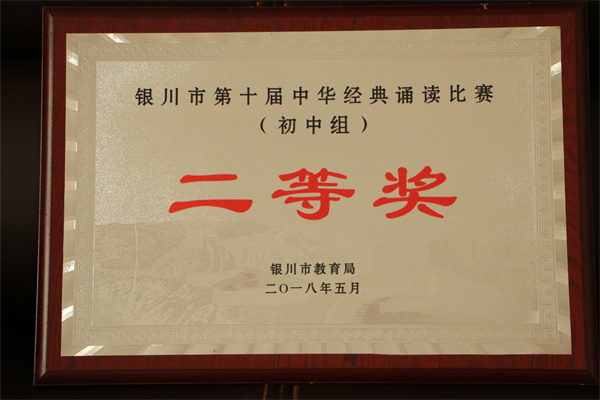 银川市第十届中华经典诵读比赛
（初中组）
二等奖
银川市教育局
二〇一八年五月